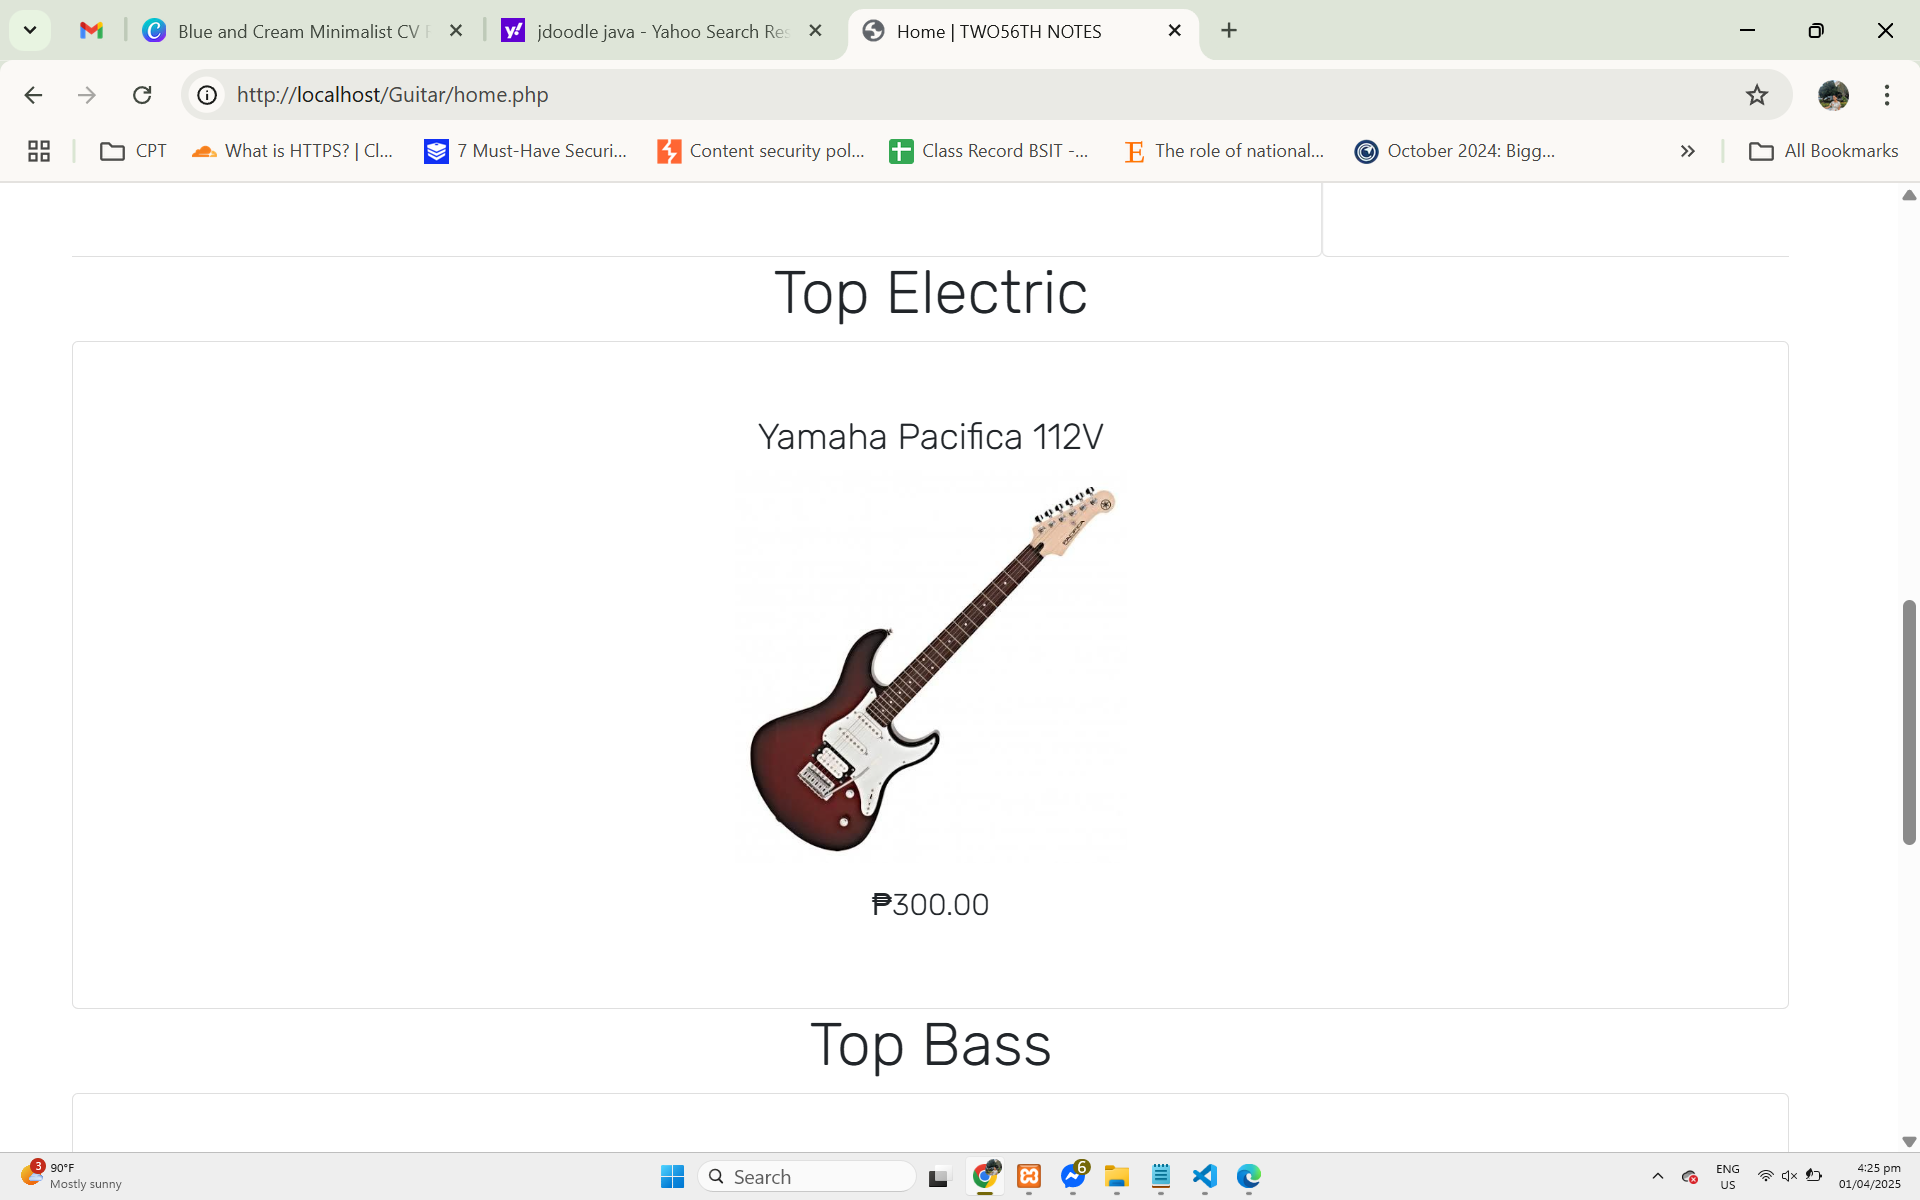 Blue and Cream Minimalist CV
jdoodle java - Yahoo Search Res
Home | TWO56TH NOTES
http://localhost/Guitar/home.php
CPT
What is HTTPS? | Cl...
7 Must-Have Securi...
Content security pol...
Class Record BSIT -...
The role of national...
October 2024: Bigg...
All Bookmarks
Top Electric
Yamaha Pacifica 112V
PACIFICA
₱300.00
Top Bass
3
90°F
Mostly sunny
Search
6
ENG
US
4:25 pm
01/04/2025